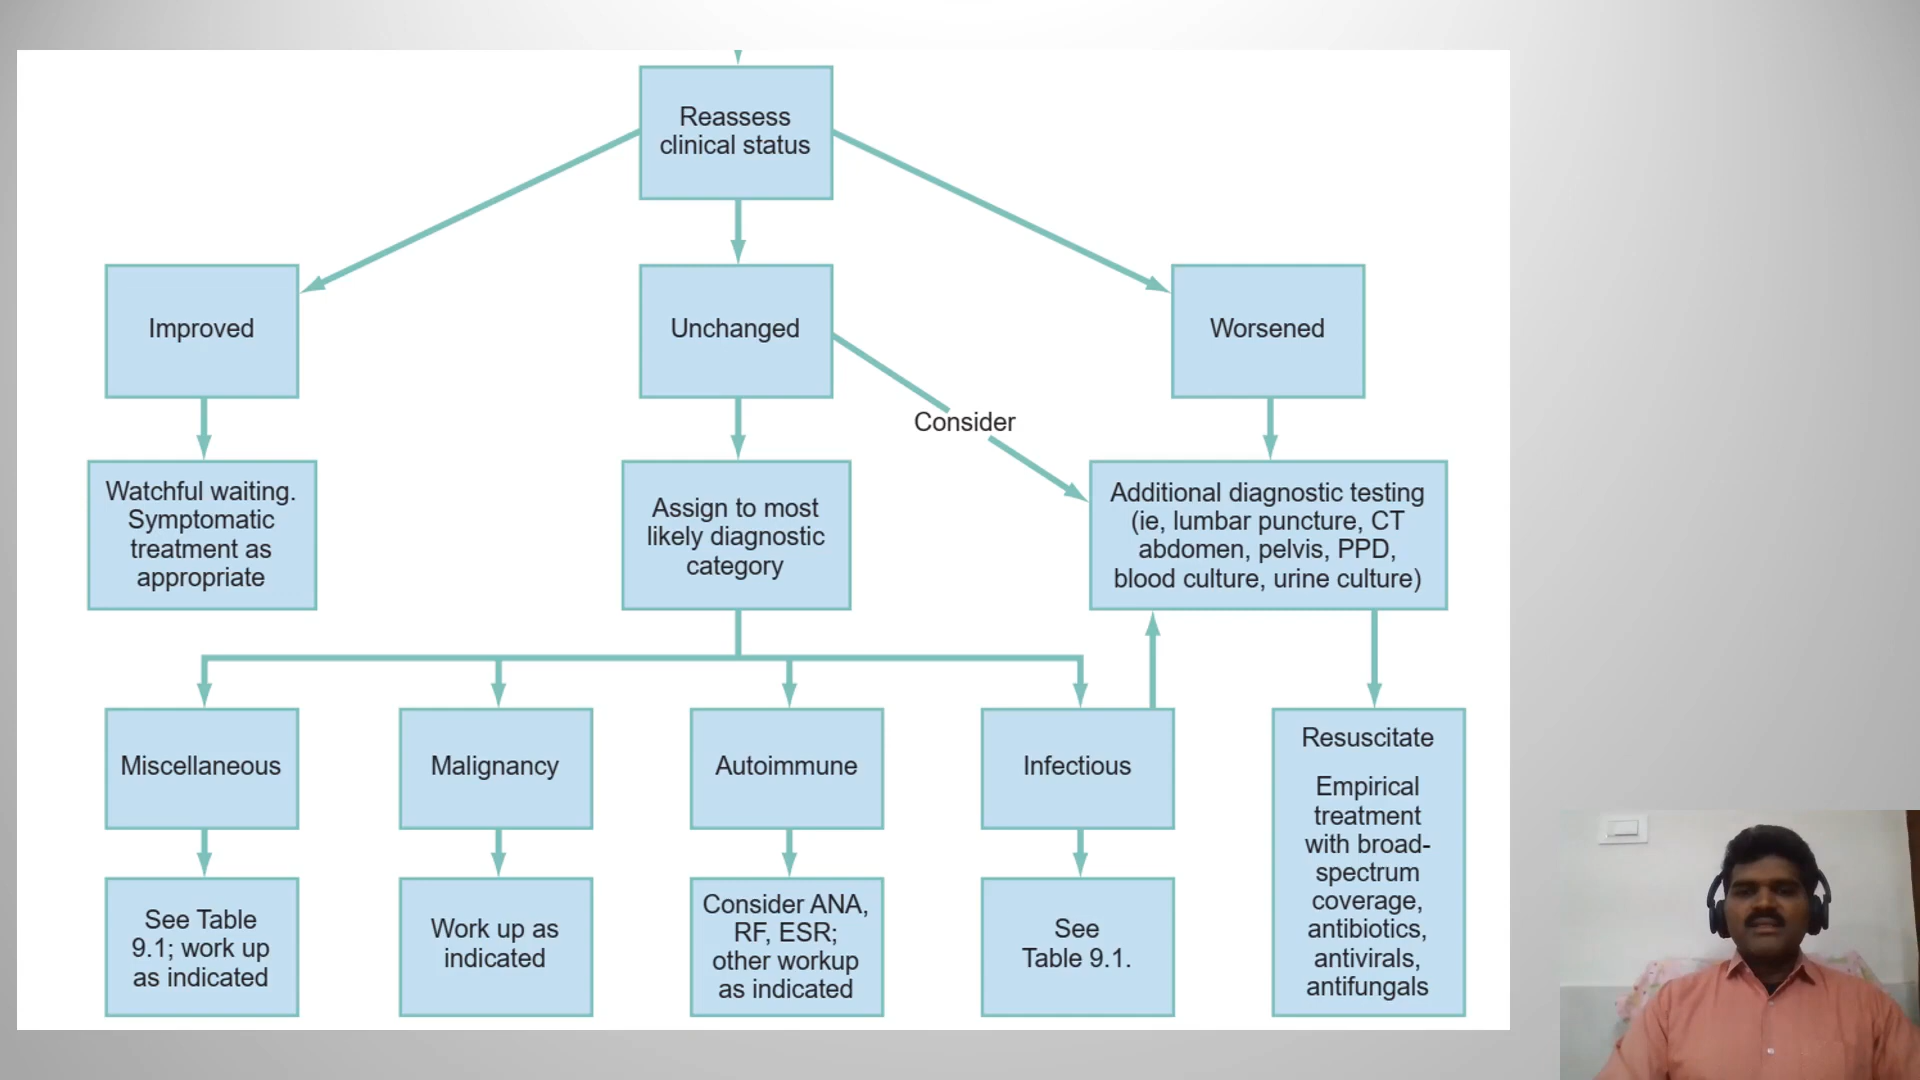 Reassess
clinical status
Improved
Unchanged
Worsened
Consider
Watchful waiting.
Symptomatic
treatment as
appropriate
Assign to most
likely diagnostic
category
Additional diagnostic testing
(ie, lumbar puncture, CT
abdomen, pelvis, PPD,
blood culture, urine culture)
Miscellaneous
Malignancy
Autoimmune
Infectious
Resuscitate
Empirical
treatment
with broad-
spectrum
coverage,
antibiotics,
antivirals,
antifungals
See Table
9.1; work up
as indicated
Work up as
indicated
Consider ANA,
RF, ESR;
other workup
as indicated
See
Table 9.1.